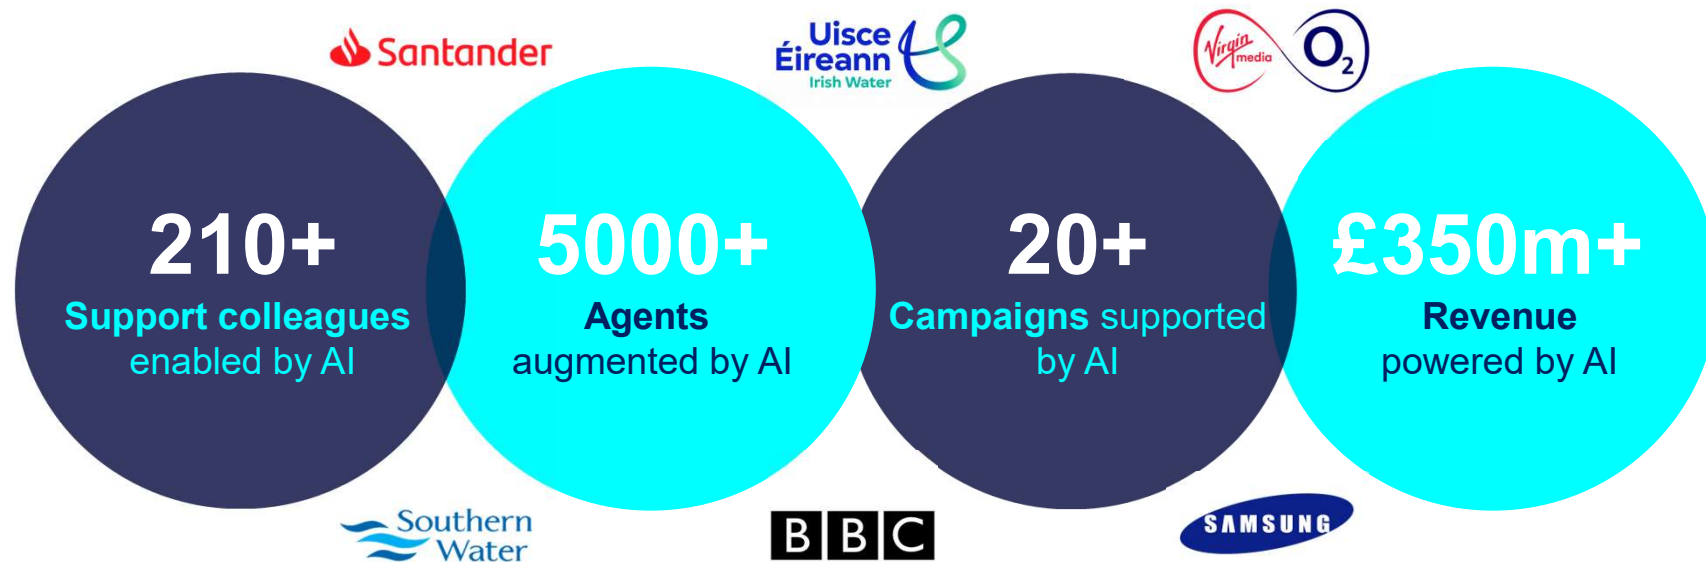 Santander
Uisce
Éireann
Irish Water
Virgin
media
O2
210+
Support colleagues
enabled by AI
5000+
Agents
augmented by AI
20+
Campaigns supported
by AI
£350m+
Revenue
powered by AI
Southern
Water
BBC
SAMSUNG